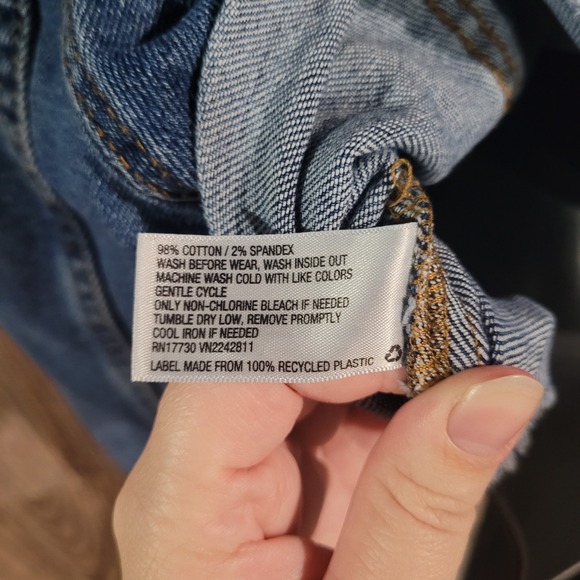 98% COTTON / 2% SPANDEX
WASH BEFORE WEAR, WASH INSIDE OUT
MACHINE WASH COLD WITH LIKE COLORS
GENTLE CYCLE
ONLY NON-CHLORINE BLEACH IF NEEDED
TUMBLE DRY LOW, REMOVE PROMPTLY
COOL IRON IF NEEDED
RN17730 VN2242811
LABEL MADE FROM 100% RECYCLED PLASTIC